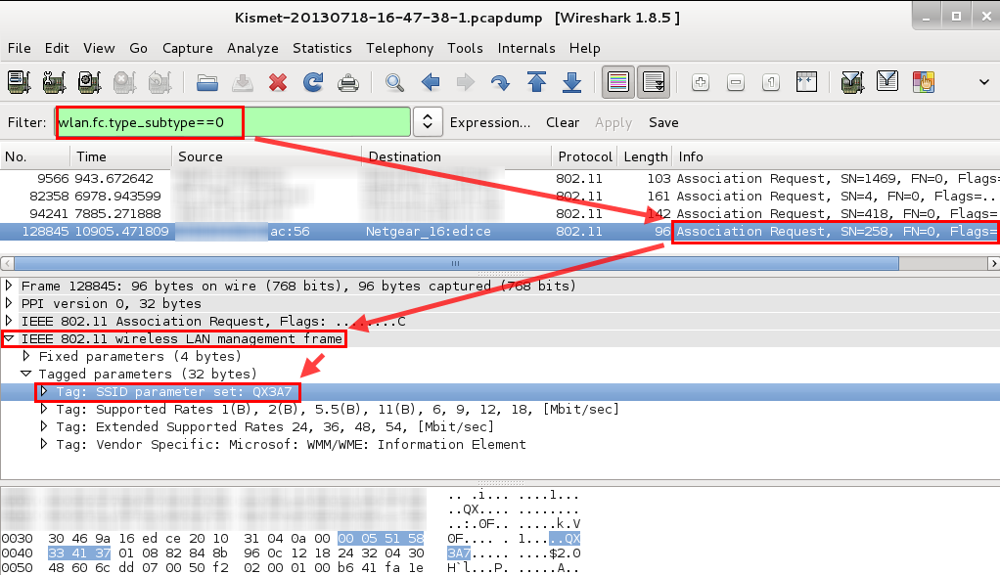 Kismet-20130718-16-47-38-1.pcapdump [Wireshark 1.8.5 ]
File Edit View Go Capture Analyze Statistics Telephony Tools Internals Help
Filter: wlan.fc.type_subtype==0 Expression... Clear Apply Save
No. Time Source Destination Protocol Length Info
9566 943.672642 802.11 103 Association Request, SN=1469, FN=0, Flags=
82358 6978.943599 802.11 161 Association Request, SN=4, FN=0, Flags=..
94241 7885.271888 802.11 142 Association Request, SN=418, FN=0, Flags=
128845 10905.471809 ac:56 Netgear_16:ed:ce 802.11 96 Association Request, SN=258, FN=0, Flags=
Frame 128845: 96 bytes on wire (768 bits), 96 bytes captured (768 bits)
PPI version 0, 32 bytes
IEEE 802.11 Association Request, Flags: ........C
IEEE 802.11 wireless LAN management frame
Fixed parameters (4 bytes)
Tagged parameters (32 bytes)
Tag: SSID parameter set: QX3A7
Tag: Supported Rates 1(B), 2(B), 5.5(B), 11(B), 6, 9, 12, 18, [Mbit/sec]
Tag: Extended Supported Rates 24, 36, 48, 54, [Mbit/sec]
Tag: Vendor Specific: Microsof: WMM/WME: Information Element
.. .i... ....l...
..QX.... ........
..:.0F.. .....k.V
0030 30 46 9a 16 ed ce 20 10 31 04 0a 00 00 05 51 58 0F.... . 1.....QX
0040 33 41 37 01 08 82 84 8b 96 0c 12 18 24 32 04 30 3A7..... ....$2.0
0050 48 60 6c dd 07 00 50 f2 02 00 01 00 b6 41 fa 1e H`l...P. .....A..